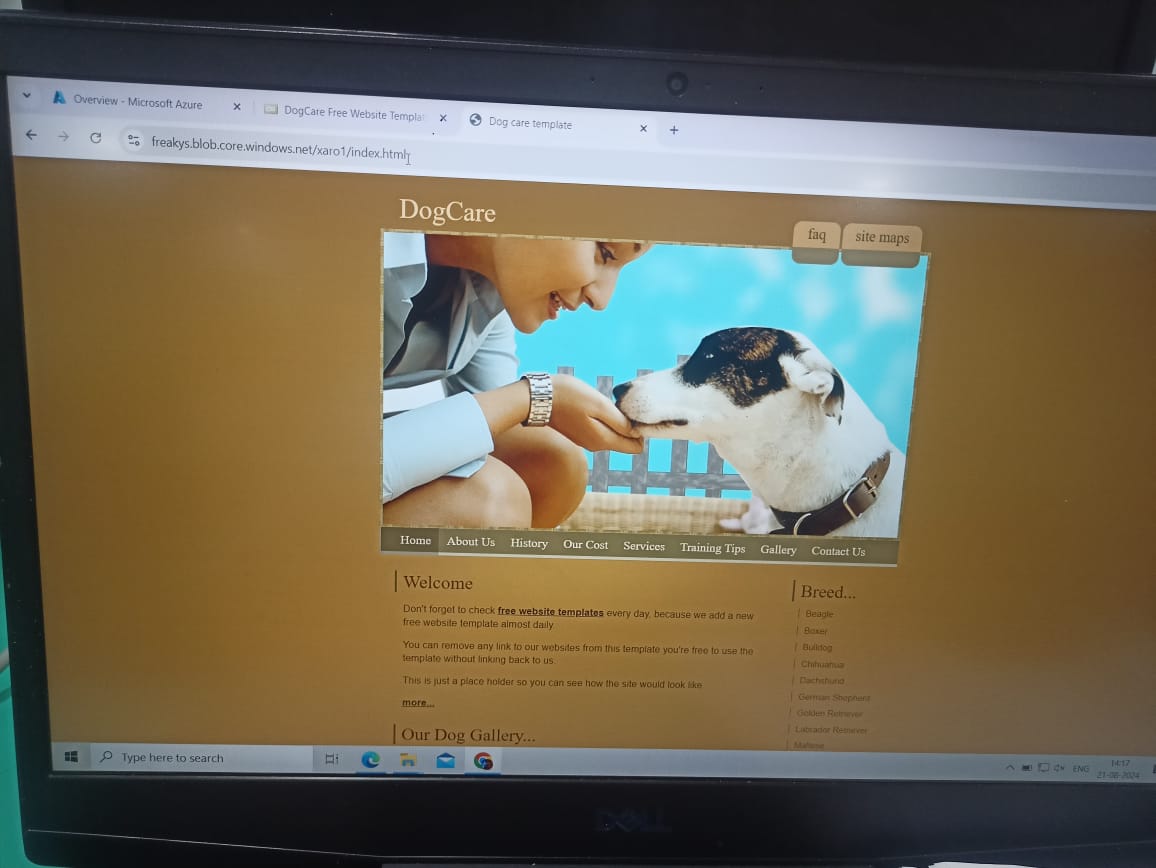 Overview - Microsoft Azure
DogCare Free Website Templat
Dog care template
freakys.blob.core.windows.net/xaro1/index.html
DogCare
faq
site maps
Home About Us History Our Cost Services Training Tips Gallery Contact Us
Welcome
Don't forget to check free website templates every day, because we add a new
free website template almost daily.
You can remove any link to our websites from this template you're free to use the
template without linking back to us.
This is just a place holder so you can see how the site would look like.
more...
Our Dog Gallery...
Breed...
Beagle
Boxer
Bulldog
Chihuahua
Dachshund
German Shepherd
Golden Retriever
Labrador Retriever
Maltese
Type here to search
ENG
14:17
21-08-2024
DELL